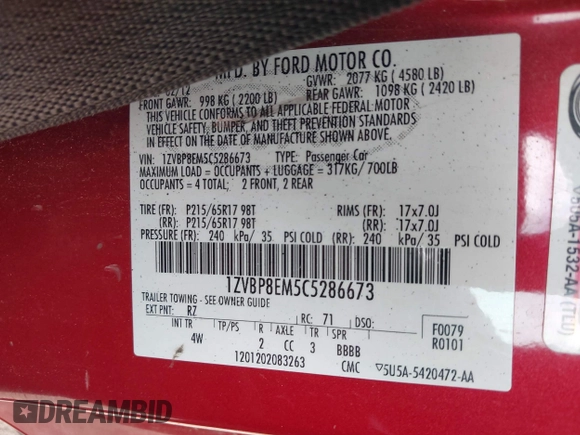 MFD. BY FORD MOTOR CO.
02/12 GVWR: 2077 KG ( 4580 LB)
FRONT GAWR: 998 KG ( 2200 LB) REAR GAWR: 1098 KG ( 2420 LB)
THIS VEHICLE CONFORMS TO ALL APPLICABLE FEDERAL MOTOR
VEHICLE SAFETY, BUMPER, AND THEFT PREVENTION STANDARDS
IN EFFECT ON THE DATE OF MANUFACTURE SHOWN ABOVE.
VIN: 1ZVBP8EM5C5286673 TYPE: Passenger Car
MAXIMUM LOAD = OCCUPANTS + LUGGAGE = 317KG/ 700LB
OCCUPANTS = 4 TOTAL; 2 FRONT, 2 REAR
TIRE (FR): P215/65R17 98T RIMS (FR): 17x7.0J
(RR): P215/65R17 98T (RR): 17x7.0J
PRESSURE (FR): 240 kPa/ 35 PSI COLD (RR): 240 kPa/ 35 PSI COLD
1ZVBP8EM5C5286673
TRAILER TOWING - SEE OWNER GUIDE
EXT PNT: RZ RC: 71 DSO:
INT TR TP/PS R AXLE TR SPR
4W 2 CC 3 BBBB
F0079
R0101
1201202083263 CMC ▽5U5A-5420472-AA
A-1532-AA (TLU)
DREAMBID